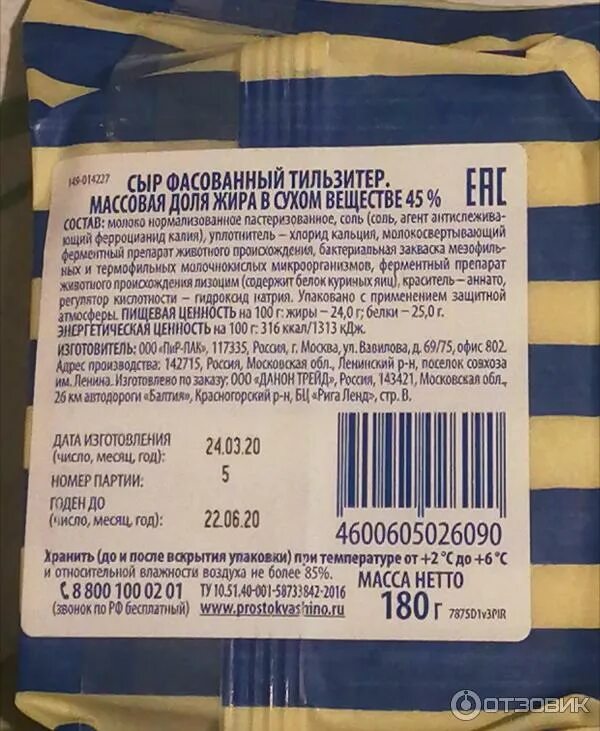 149-014227
СЫР ФАСОВАННЫЙ ТИЛЬЗИТЕР.
МАССОВАЯ ДОЛЯ ЖИРА В СУХОМ ВЕЩЕСТВЕ 45 %
ЕАС
СОСТАВ: молоко нормализованное пастеризованное, соль (соль, агент антислежива-
ющий ферроцианид калия), уплотнитель – хлорид кальция, молокосвертывающий
ферментный препарат животного происхождения, бактериальная закваска мезофиль-
ных и термофильных молочнокислых микроорганизмов, ферментный препарат
животного происхождения лизоцим (содержит белок куриных яиц), краситель – аннато,
регулятор кислотности – гидроксид натрия. Упаковано с применением защитной
атмосферы. ПИЩЕВАЯ ЦЕННОСТЬ на 100 г: жиры – 24,0 г; белки – 25,0 г.
ЭНЕРГЕТИЧЕСКАЯ ЦЕННОСТЬ на 100 г: 316 ккал/1313 кДж.
ИЗГОТОВИТЕЛЬ: ООО «ПиР-ПАК», 117335, Россия, г. Москва, ул. Вавилова, д. 69/75, офис 802.
Адрес производства: 142715, Россия, Московская обл., Ленинский р-н, поселок совхоза
им. Ленина. Изготовлено по заказу: ООО «ДАНОН ТРЕЙД», Россия, 143421, Московская обл.,
26 км автодороги «Балтия», Красногорский р-н, БЦ «Рига Ленд», стр. В.
ДАТА ИЗГОТОВЛЕНИЯ
(число, месяц, год):
24.03.20
НОМЕР ПАРТИИ:
5
ГОДЕН ДО
(число, месяц, год):
22.06.20
4600605026090
Хранить (до и после вскрытия упаковки) при температуре от +2 °С до +6 °С
и относительной влажности воздуха не более 85%.
МАССА НЕТТО
8 800 100 02 01
ТУ 10.51.40-001-58733842-2016
(звонок по РФ бесплатный)
www.prostokvashino.ru
180 г
7875D1v3PIR
ОТЗОВИК